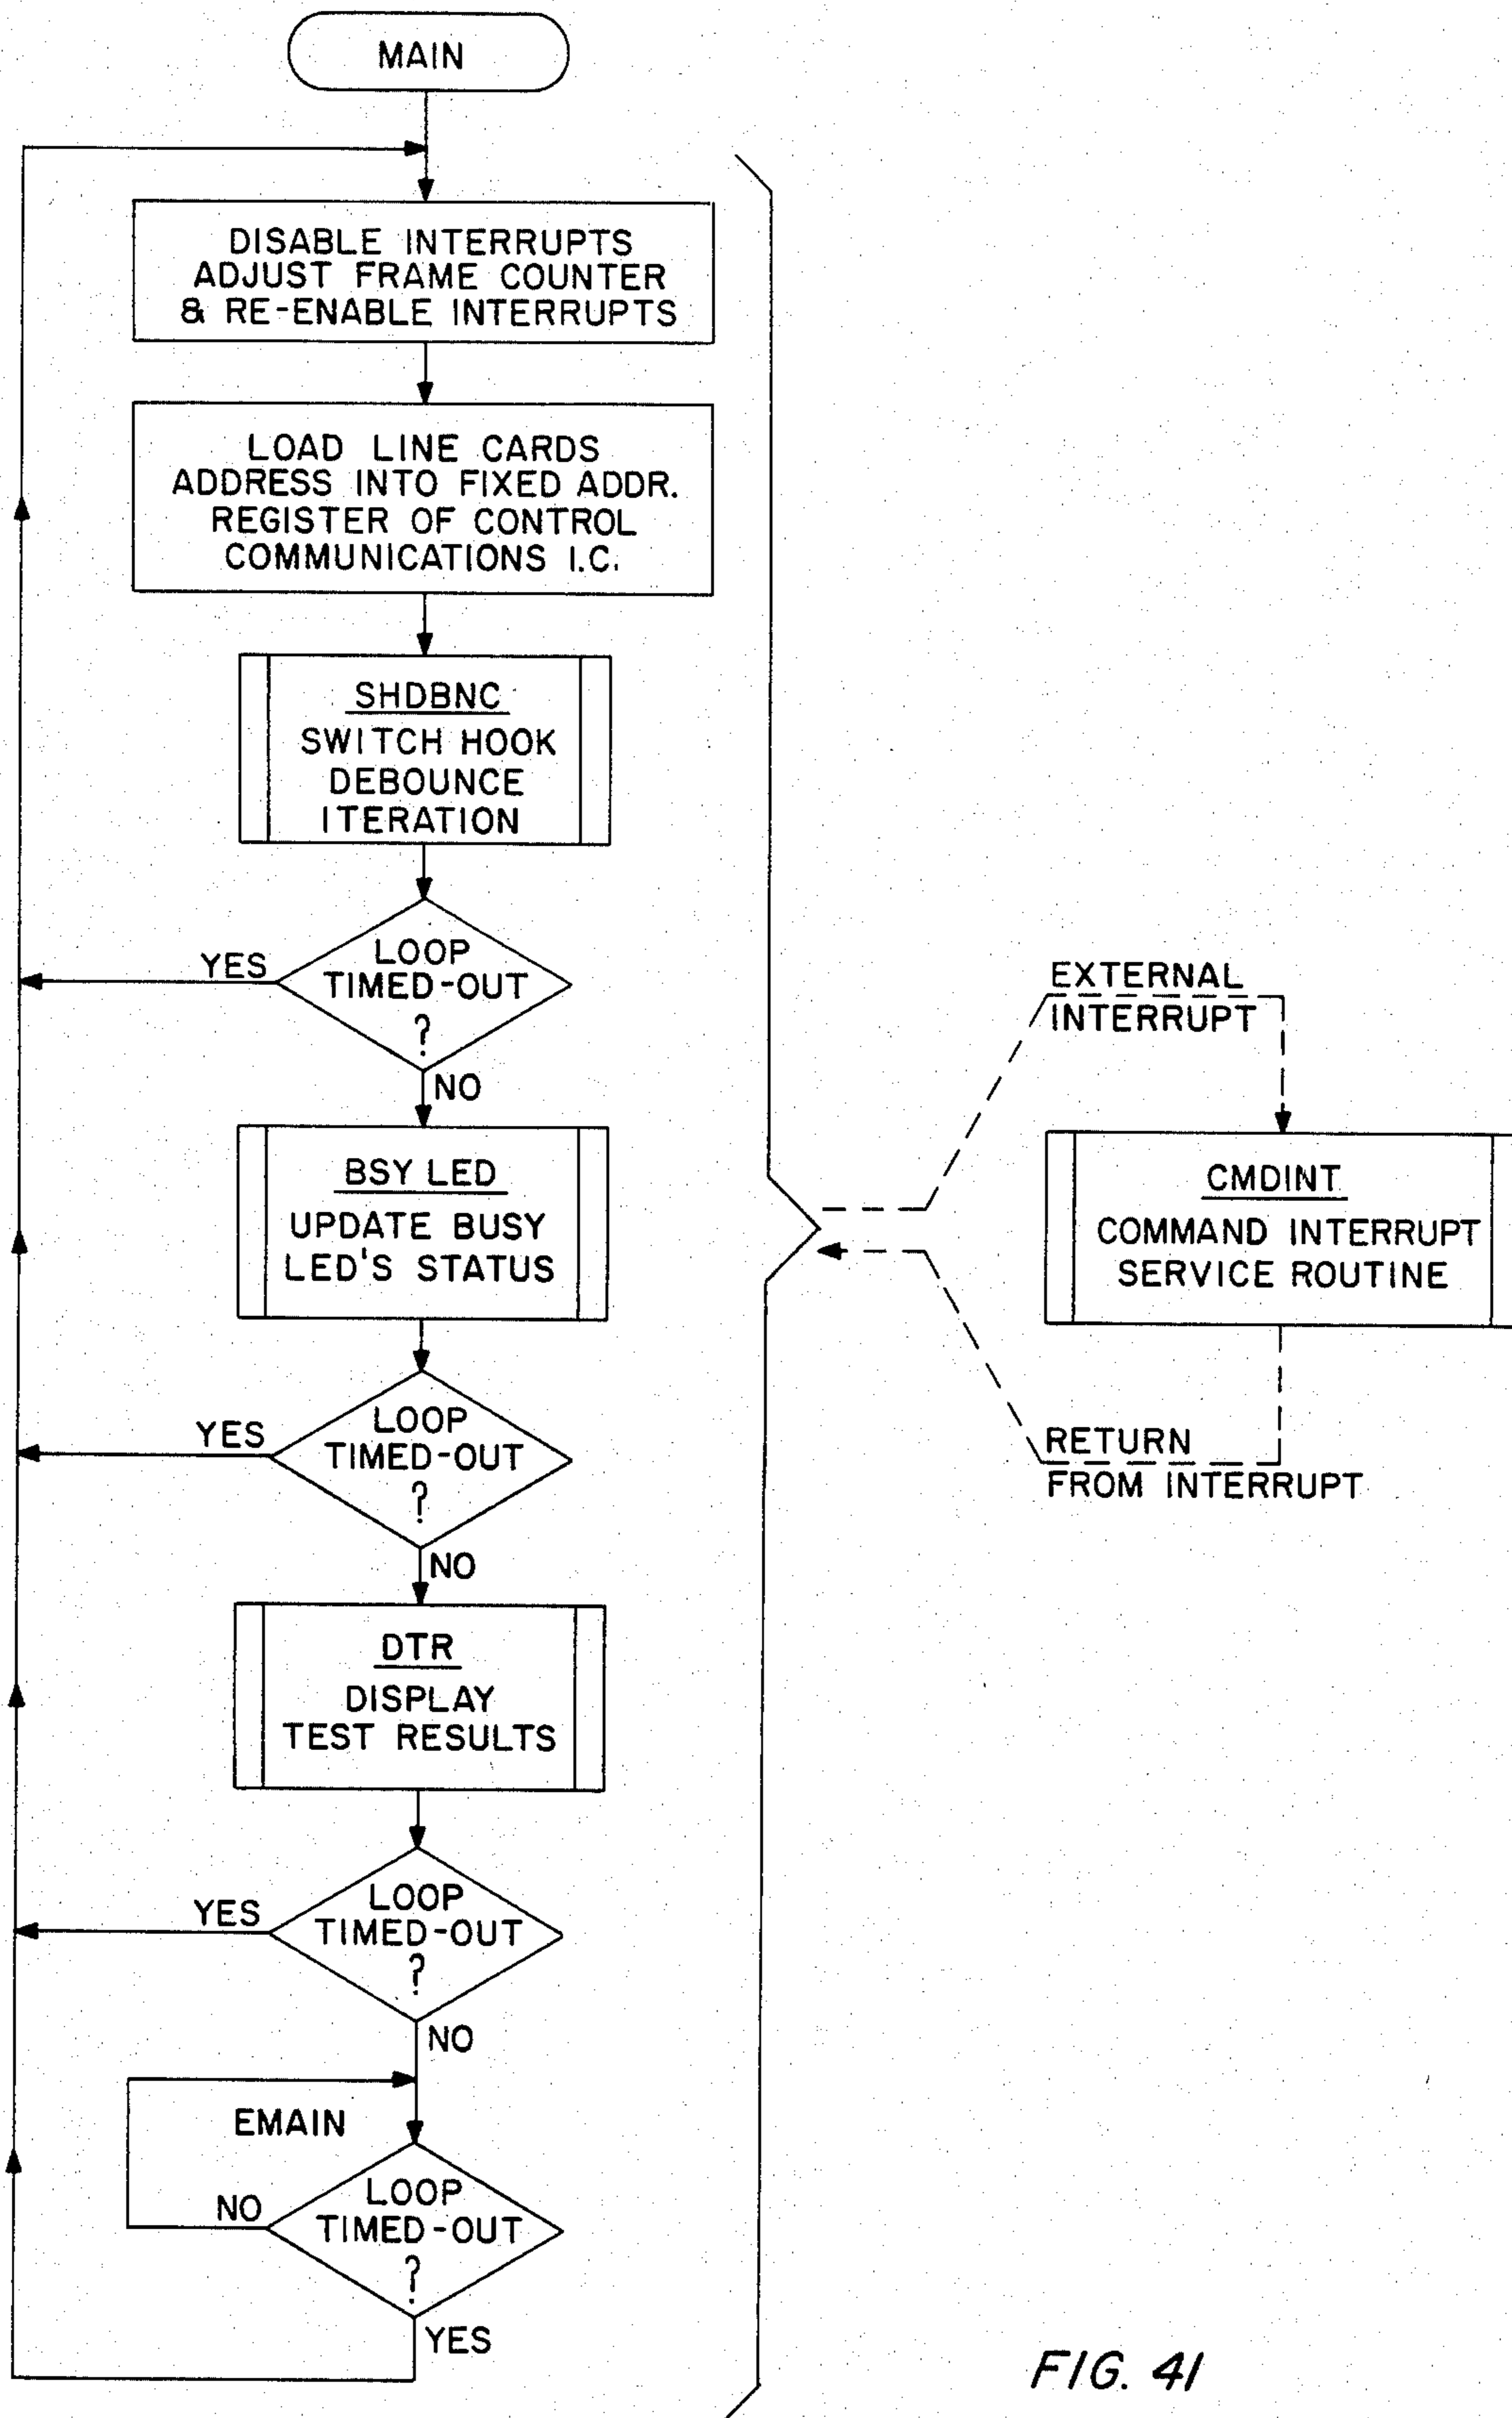 MAIN
DISABLE INTERRUPTS
ADJUST FRAME COUNTER
& RE-ENABLE INTERRUPTS
LOAD LINE CARDS
ADDRESS INTO FIXED ADDR.
REGISTER OF CONTROL
COMMUNICATIONS I.C.
SHDBNC
SWITCH HOOK
DEBOUNCE
ITERATION
LOOP
TIMED-OUT
?
YES
NO
BSY LED
UPDATE BUSY
LED'S STATUS
LOOP
TIMED-OUT
?
YES
NO
DTR
DISPLAY
TEST RESULTS
LOOP
TIMED-OUT
?
YES
NO
EMAIN
LOOP
TIMED-OUT
?
NO
YES
EXTERNAL
INTERRUPT
CMDINT
COMMAND INTERRUPT
SERVICE ROUTINE
RETURN
FROM INTERRUPT
FIG. 41